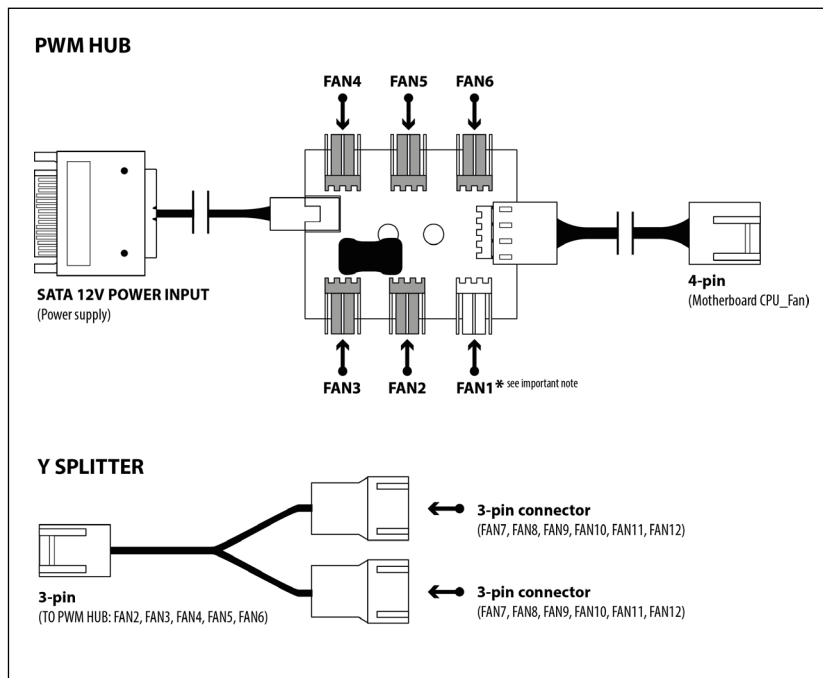 PWM HUB
FAN4 FAN5 FAN6
SATA 12V POWER INPUT
(Power supply)
4-pin
(Motherboard CPU_Fan)
FAN3 FAN2 FAN1* see important note
Y SPLITTER
3-pin connector
(FAN7, FAN8, FAN9, FAN10, FAN11, FAN12)
3-pin
(TO PWM HUB: FAN2, FAN3, FAN4, FAN5, FAN6)
3-pin connector
(FAN7, FAN8, FAN9, FAN10, FAN11, FAN12)